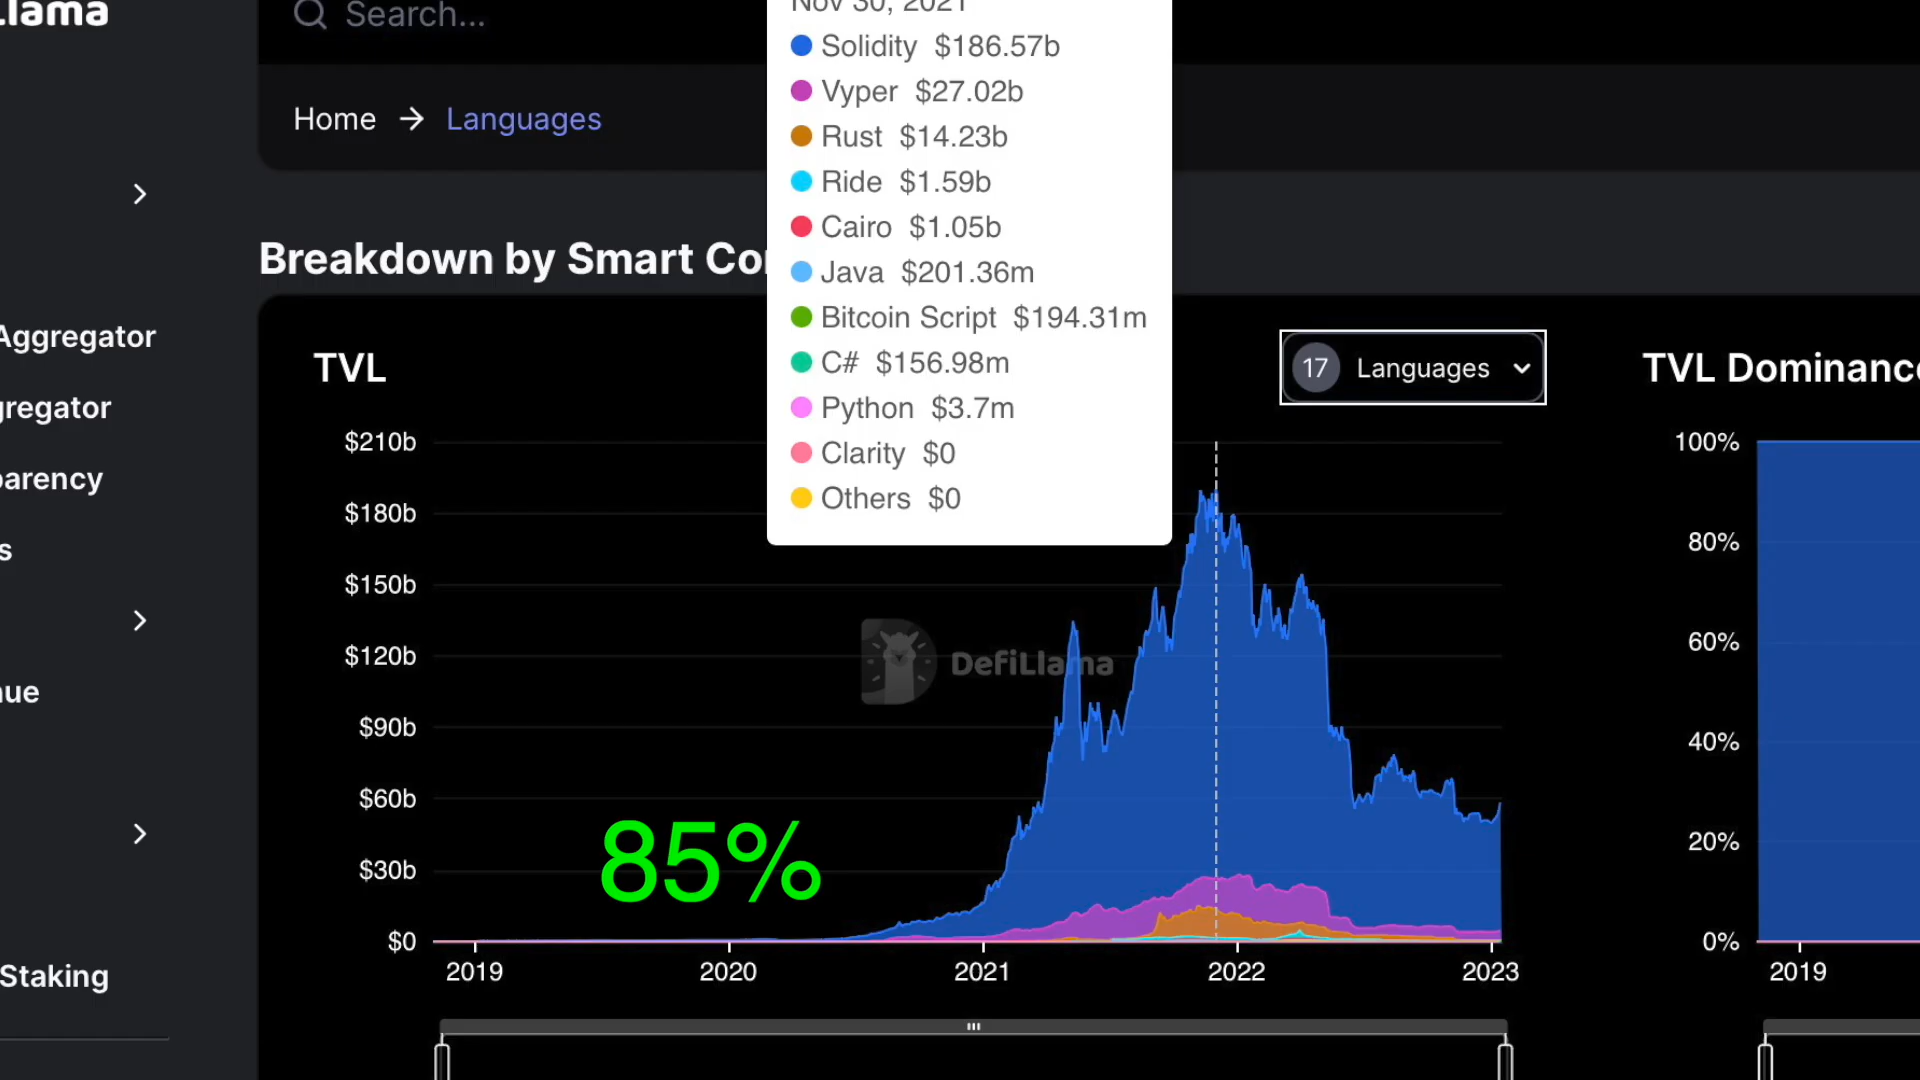 Llama
Search...
Nov 30, 2021
Solidity $186.57b
Vyper $27.02b
Rust $14.23b
Ride $1.59b
Cairo $1.05b
Java $201.36m
Bitcoin Script $194.31m
C# $156.98m
Python $3.7m
Clarity $0
Others $0
Home → Languages
Breakdown by Smart Co
Aggregator
gregator
parency
s
nue
Staking
TVL
17 Languages
$210b
$180b
$150b
$120b
$90b
$60b
$30b
$0
DefiLlama
85%
2019 2020 2021 2022 2023
TVL Dominanc
100%
80%
60%
40%
20%
0%
2019